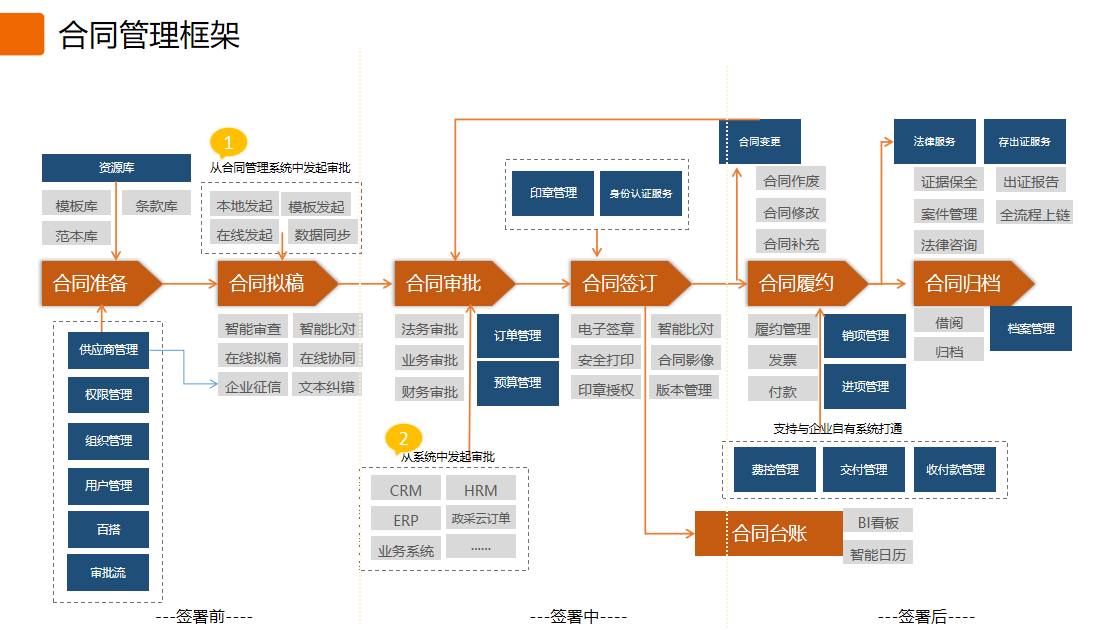 合同管理框架
1
从合同管理系统中发起审批
资源库
模板库
条款库
范本库
本地发起
模板发起
在线发起
数据同步
印章管理
身份认证服务
合同变更
合同作废
合同修改
合同补充
法律服务
存出证服务
证据保全
出证报告
案件管理
全流程上链
法律咨询
合同准备
合同拟稿
合同审批
合同签订
合同履约
合同归档
供应商管理
权限管理
组织管理
用户管理
百搭
审批流
智能审查
智能比对
在线拟稿
在线协同
企业征信
文本纠错
法务审批
业务审批
财务审批
订单管理
预算管理
电子签章
智能比对
安全打印
合同影像
印章授权
版本管理
履约管理
发票
付款
销项管理
进项管理
借阅
归档
档案管理
2
从系统中发起审批
CRM
HRM
ERP
政采云订单
业务系统
......
支持与企业自有系统打通
费控管理
交付管理
收付款管理
合同台账
BI看板
智能日历
---签署前----
---签署中----
---签署后----